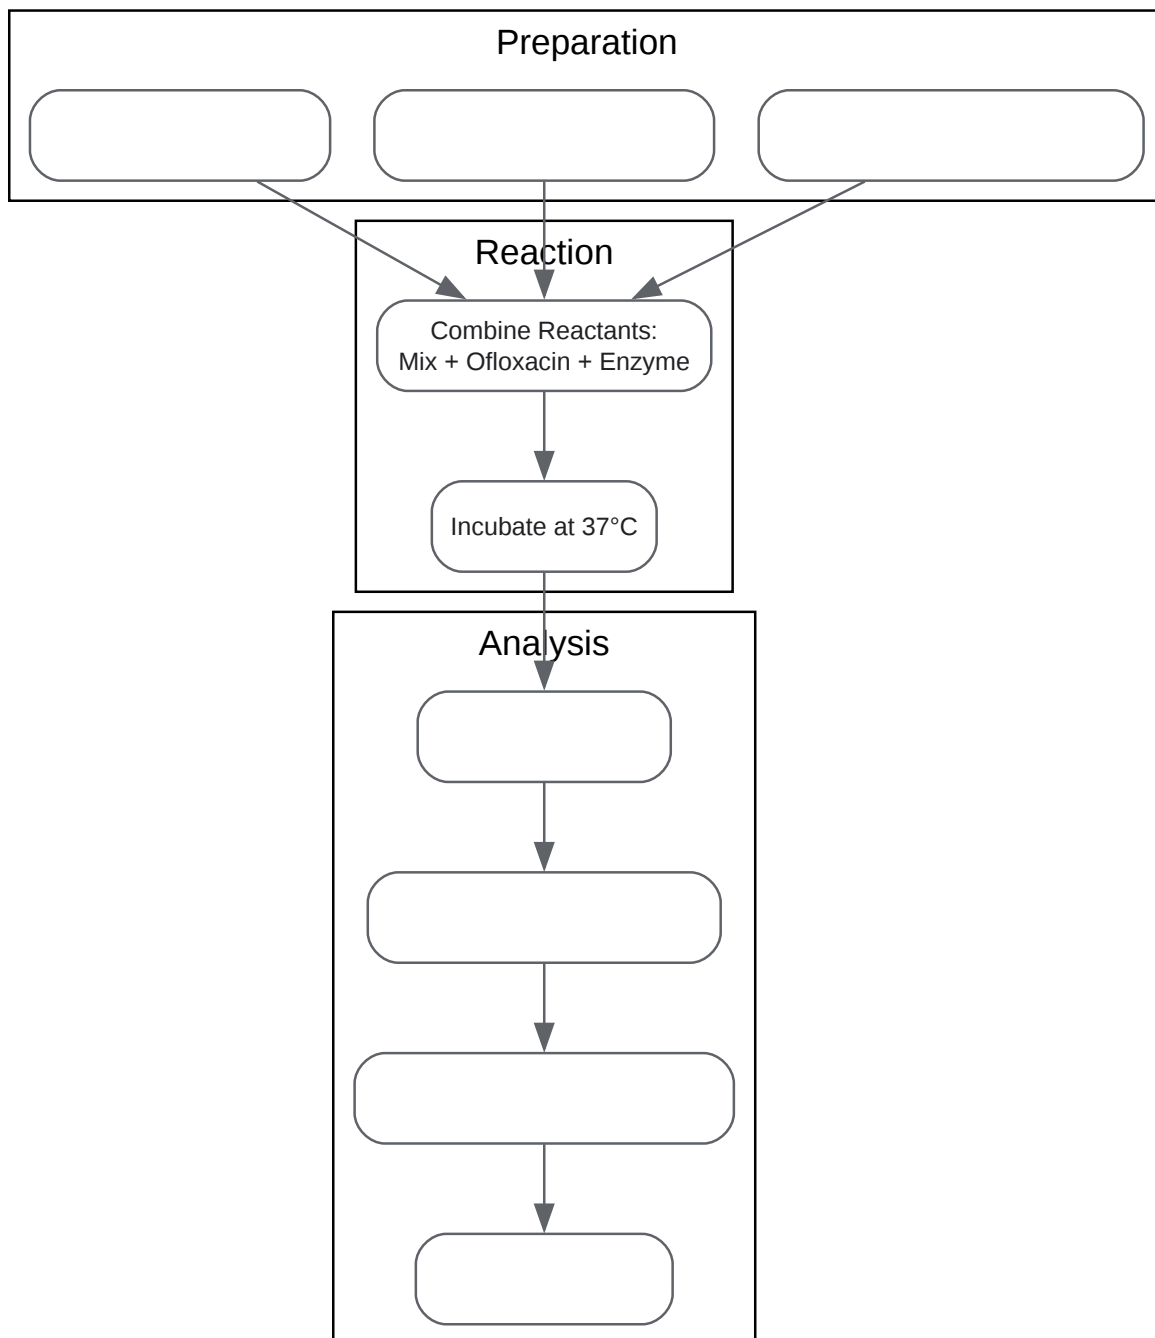 Preparation
Reaction
Combine Reactants:
Mix + Ofloxacin + Enzyme
Incubate at 37°C
Analysis